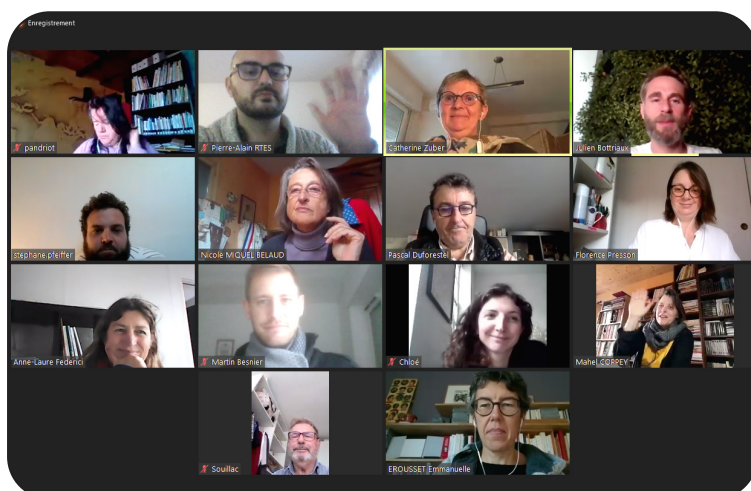 Enregistrement
pandriot
Pierre-Alain RTES
Catherine Zuber
Julien Bottriaux
stephane.pfeiffer
Nicole MIQUEL BELAUD
Pascal Duforestel
Florence Presson
Anne-Laure Federici
Martin Besnier
Chloé
Mahel COPPEY
Souillac
EROUSSET Emmanuelle